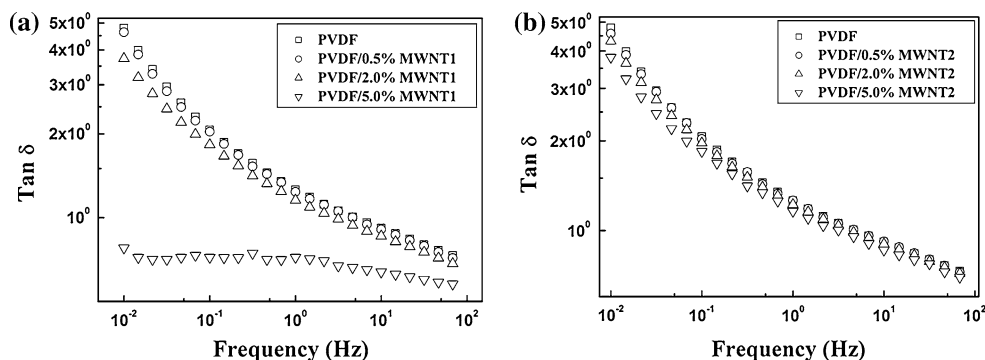 (a)
5x10⁰
4x10⁰
3x10⁰
2x10⁰
10⁰
Tan δ
PVDF
PVDF/0.5% MWNT1
PVDF/2.0% MWNT1
PVDF/5.0% MWNT1
10⁻² 10⁻¹ 10⁰ 10¹ 10²
Frequency (Hz)
(b)
5x10⁰
4x10⁰
3x10⁰
2x10⁰
10⁰
Tan δ
PVDF
PVDF/0.5% MWNT2
PVDF/2.0% MWNT2
PVDF/5.0% MWNT2
10⁻² 10⁻¹ 10⁰ 10¹ 10²
Frequency (Hz)